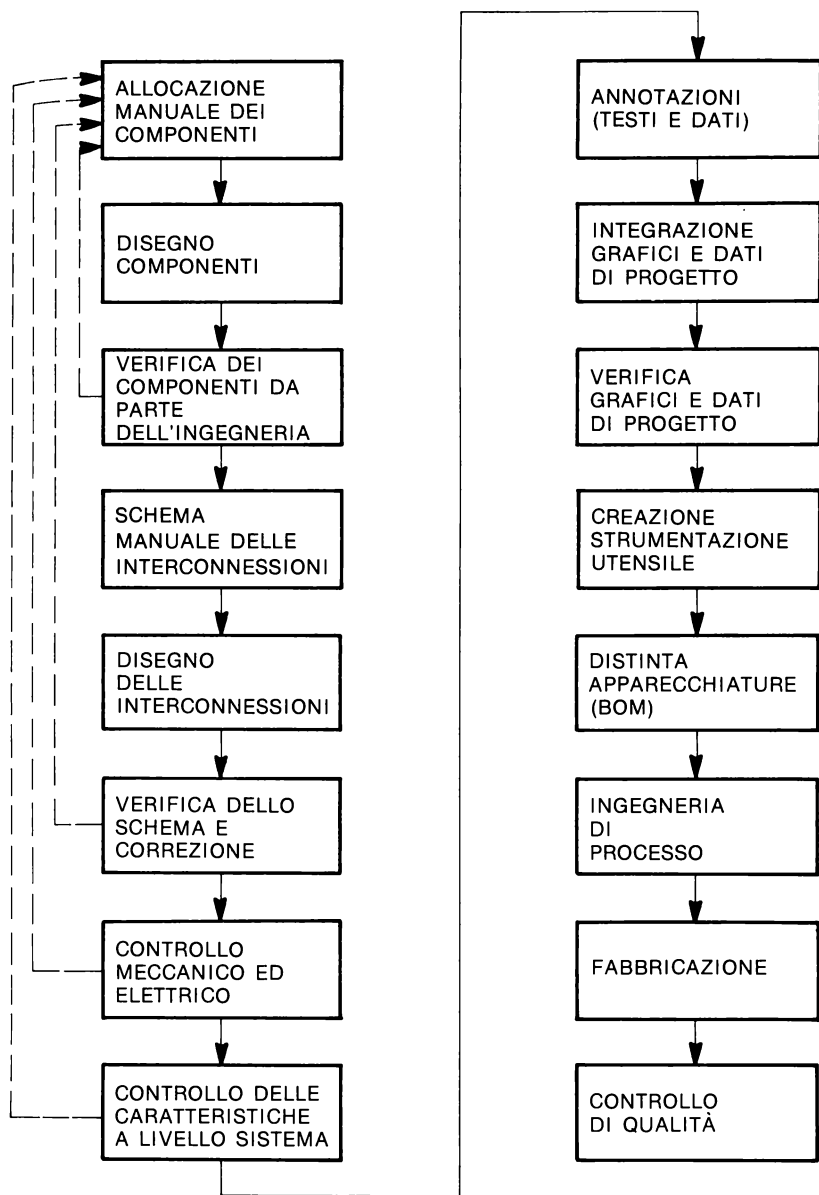 ALLOCAZIONE
MANUALE DEI
COMPONENTI
DISEGNO
COMPONENTI
VERIFICA DEI
COMPONENTI DA
PARTE
DELL'INGEGNERIA
SCHEMA
MANUALE DELLE
INTERCONNESSIONI
DISEGNO
DELLE
INTERCONNESSIONI
VERIFICA DELLO
SCHEMA E
CORREZIONE
CONTROLLO
MECCANICO ED
ELETTRICO
CONTROLLO DELLE
CARATTERISTICHE
A LIVELLO SISTEMA
ANNOTAZIONI
(TESTI E DATI)
INTEGRAZIONE
GRAFICI E DATI
DI PROGETTO
VERIFICA
GRAFICI E DATI
DI PROGETTO
CREAZIONE
STRUMENTAZIONE
UTENSILE
DISTINTA
APPARECCHIATURE
(BOM)
INGEGNERIA
DI
PROCESSO
FABBRICAZIONE
CONTROLLO
DI QUALITÀ